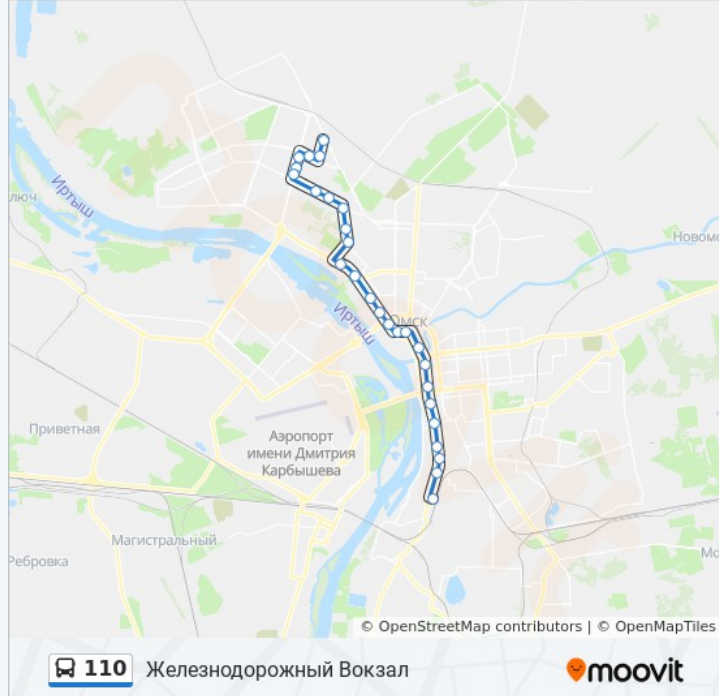 ключ
Иртыш
Новомо
Иртыш
Омск
Приветная
Аэропорт
имени Дмитрия
Карбышева
Магистральный
Ребровка
Мо
© OpenStreetMap contributors | © OpenMapTiles
110 Железнодорожный Вокзал moovit